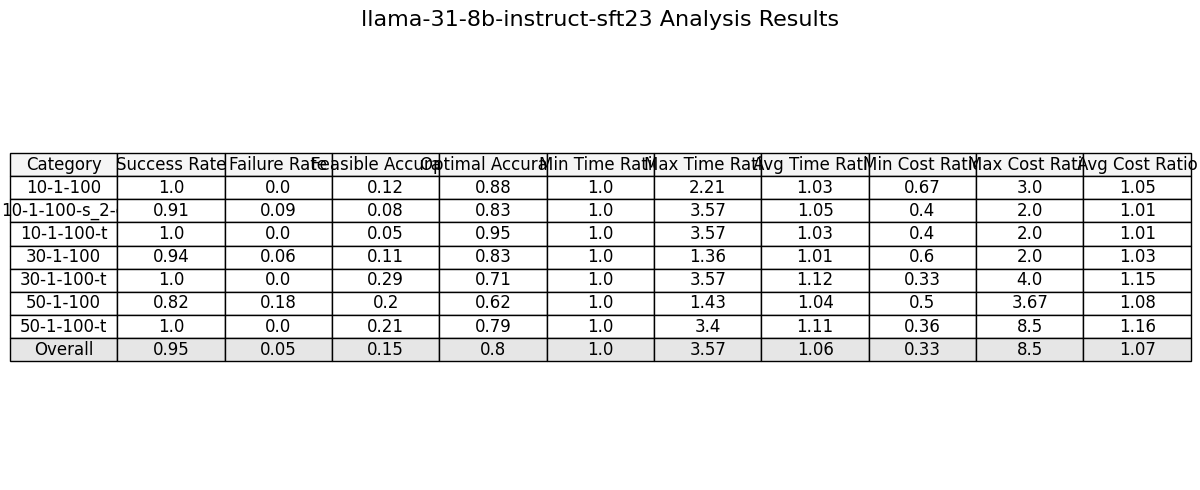 llama-31-8b-instruct-sft23 Analysis Results
Category Success Rate Failure Rate Feasible Accura Optimal Accura Min Time Rati Max Time Rati Avg Time Rati Min Cost Rati Max Cost Rati Avg Cost Ratio
10-1-100 1.0 0.0 0.12 0.88 1.0 2.21 1.03 0.67 3.0 1.05
10-1-100-s_2- 0.91 0.09 0.08 0.83 1.0 3.57 1.05 0.4 2.0 1.01
10-1-100-t 1.0 0.0 0.05 0.95 1.0 3.57 1.03 0.4 2.0 1.01
30-1-100 0.94 0.06 0.11 0.83 1.0 1.36 1.01 0.6 2.0 1.03
30-1-100-t 1.0 0.0 0.29 0.71 1.0 3.57 1.12 0.33 4.0 1.15
50-1-100 0.82 0.18 0.2 0.62 1.0 1.43 1.04 0.5 3.67 1.08
50-1-100-t 1.0 0.0 0.21 0.79 1.0 3.4 1.11 0.36 8.5 1.16
Overall 0.95 0.05 0.15 0.8 1.0 3.57 1.06 0.33 8.5 1.07